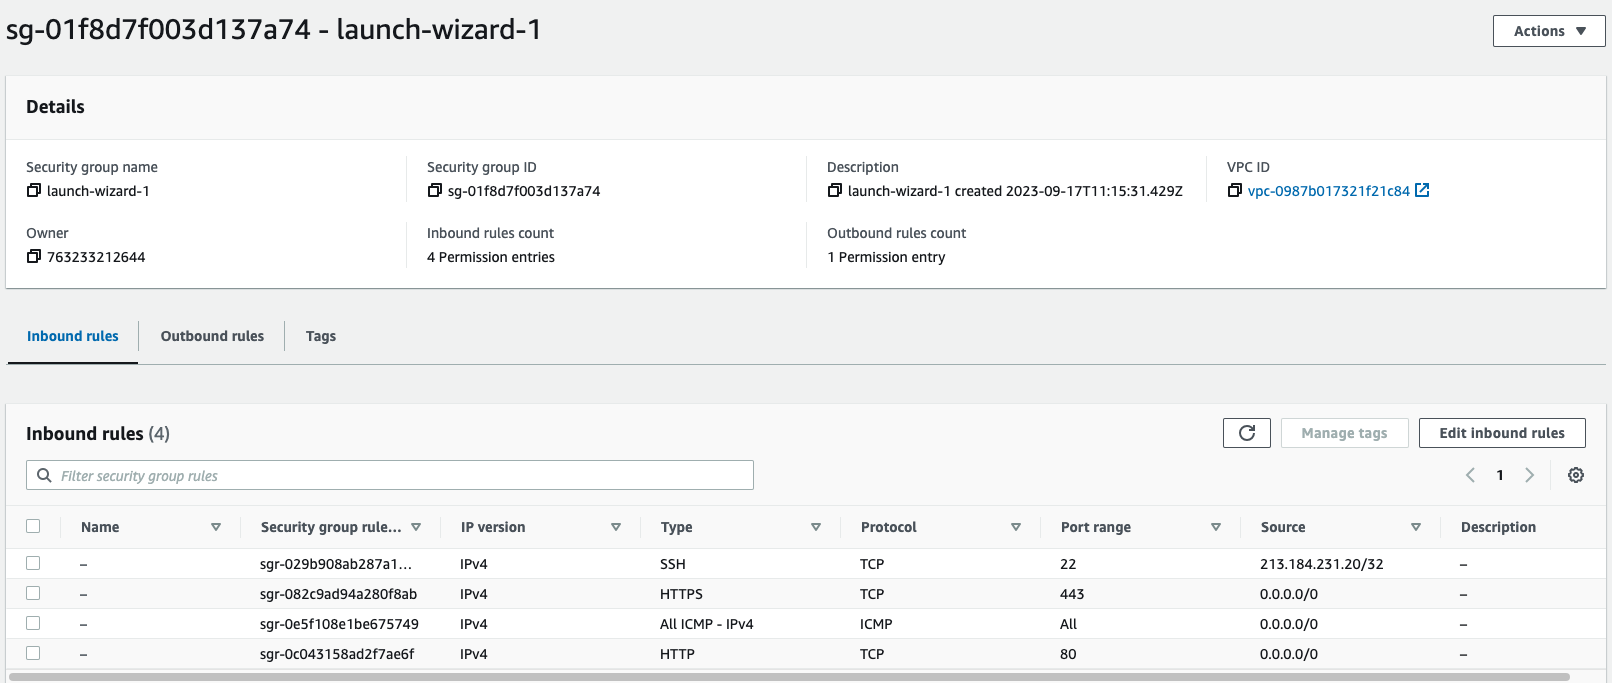 sg-01f8d7f003d137a74 - launch-wizard-1
Actions
Details
Security group name
launch-wizard-1
Security group ID
sg-01f8d7f003d137a74
Description
launch-wizard-1 created 2023-09-17T11:15:31.429Z
VPC ID
vpc-0987b017321f21c84
Owner
763233212644
Inbound rules count
4 Permission entries
Outbound rules count
1 Permission entry
Inbound rules Outbound rules Tags
Inbound rules (4)
Manage tags Edit inbound rules
Filter security group rules
1
Name Security group rule... IP version Type Protocol Port range Source Description
– sgr-029b908ab287a1... IPv4 SSH TCP 22 213.184.231.20/32 –
– sgr-082c9ad94a280f8ab IPv4 HTTPS TCP 443 0.0.0.0/0 –
– sgr-0e5f108e1be675749 IPv4 All ICMP - IPv4 ICMP All 0.0.0.0/0 –
– sgr-0c043158ad2f7ae6f IPv4 HTTP TCP 80 0.0.0.0/0 –